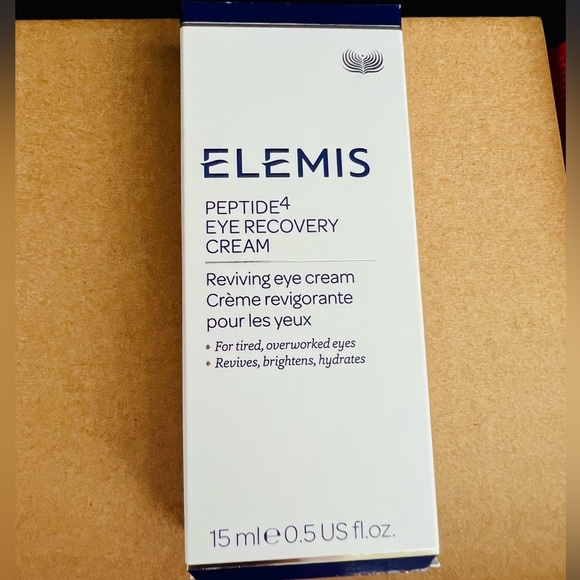 ELEMIS
PEPTIDE⁴
EYE RECOVERY
CREAM
Reviving eye cream
Crème revigorante
pour les yeux
• For tired, overworked eyes
• Revives, brightens, hydrates
15 ml ℮ 0.5 US fl.oz.